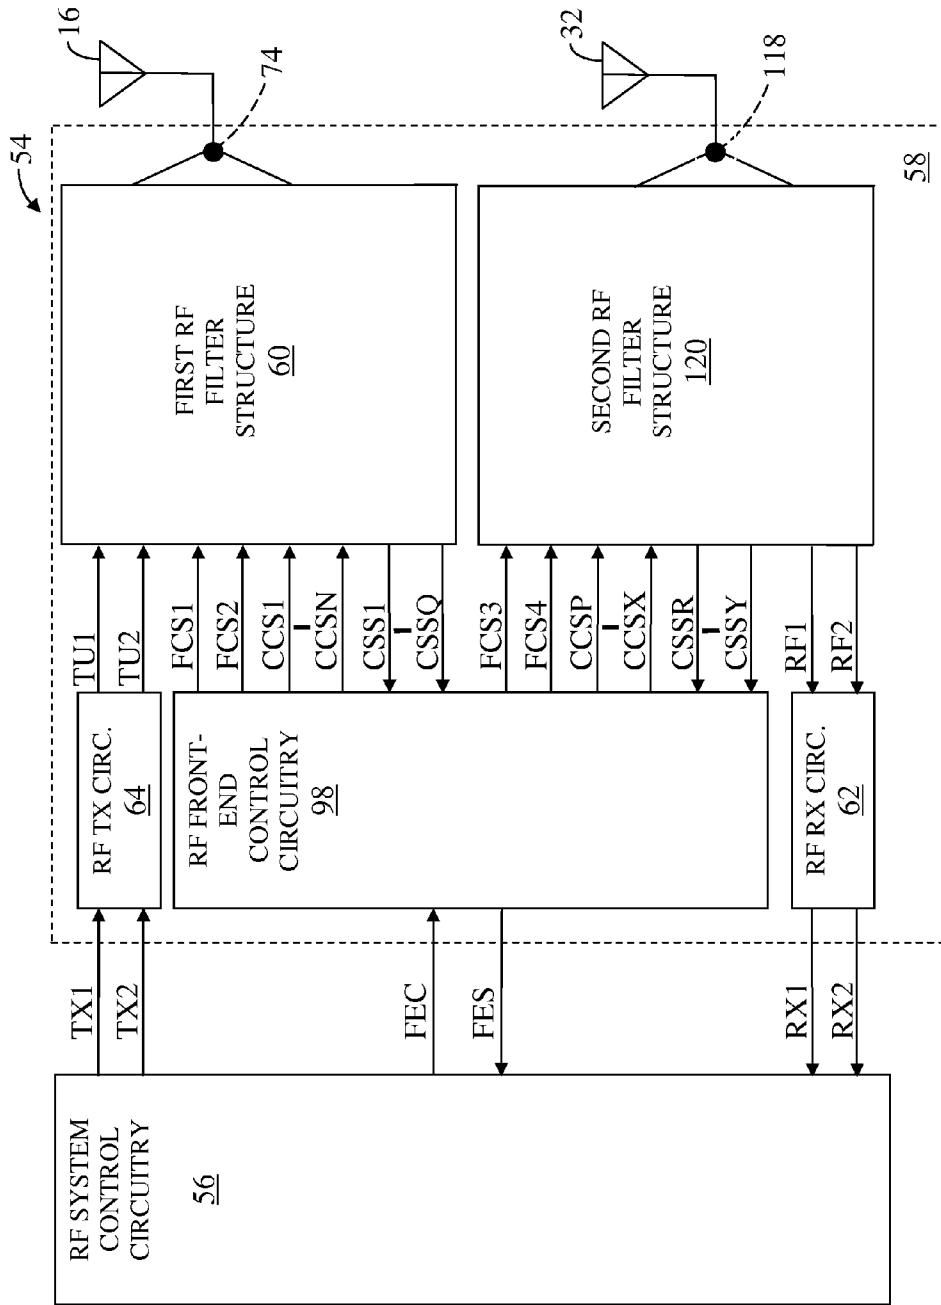 54
16
74
32
118
58
FIRST RF
FILTER
STRUCTURE
60
SECOND RF
FILTER
STRUCTURE
120
TU1
TU2
FCS1
FCS2
CCS1
CCSN
CSS1
CSSQ
FCS3
FCS4
CCSP
CCSX
CSSR
CSSY
RF1
RF2
RF TX CIRC.
64
RF FRONT-
END
CONTROL
CIRCUITRY
98
RF RX CIRC.
62
TX1
TX2
FEC
FES
RX1
RX2
RF SYSTEM
CONTROL
CIRCUITRY
56